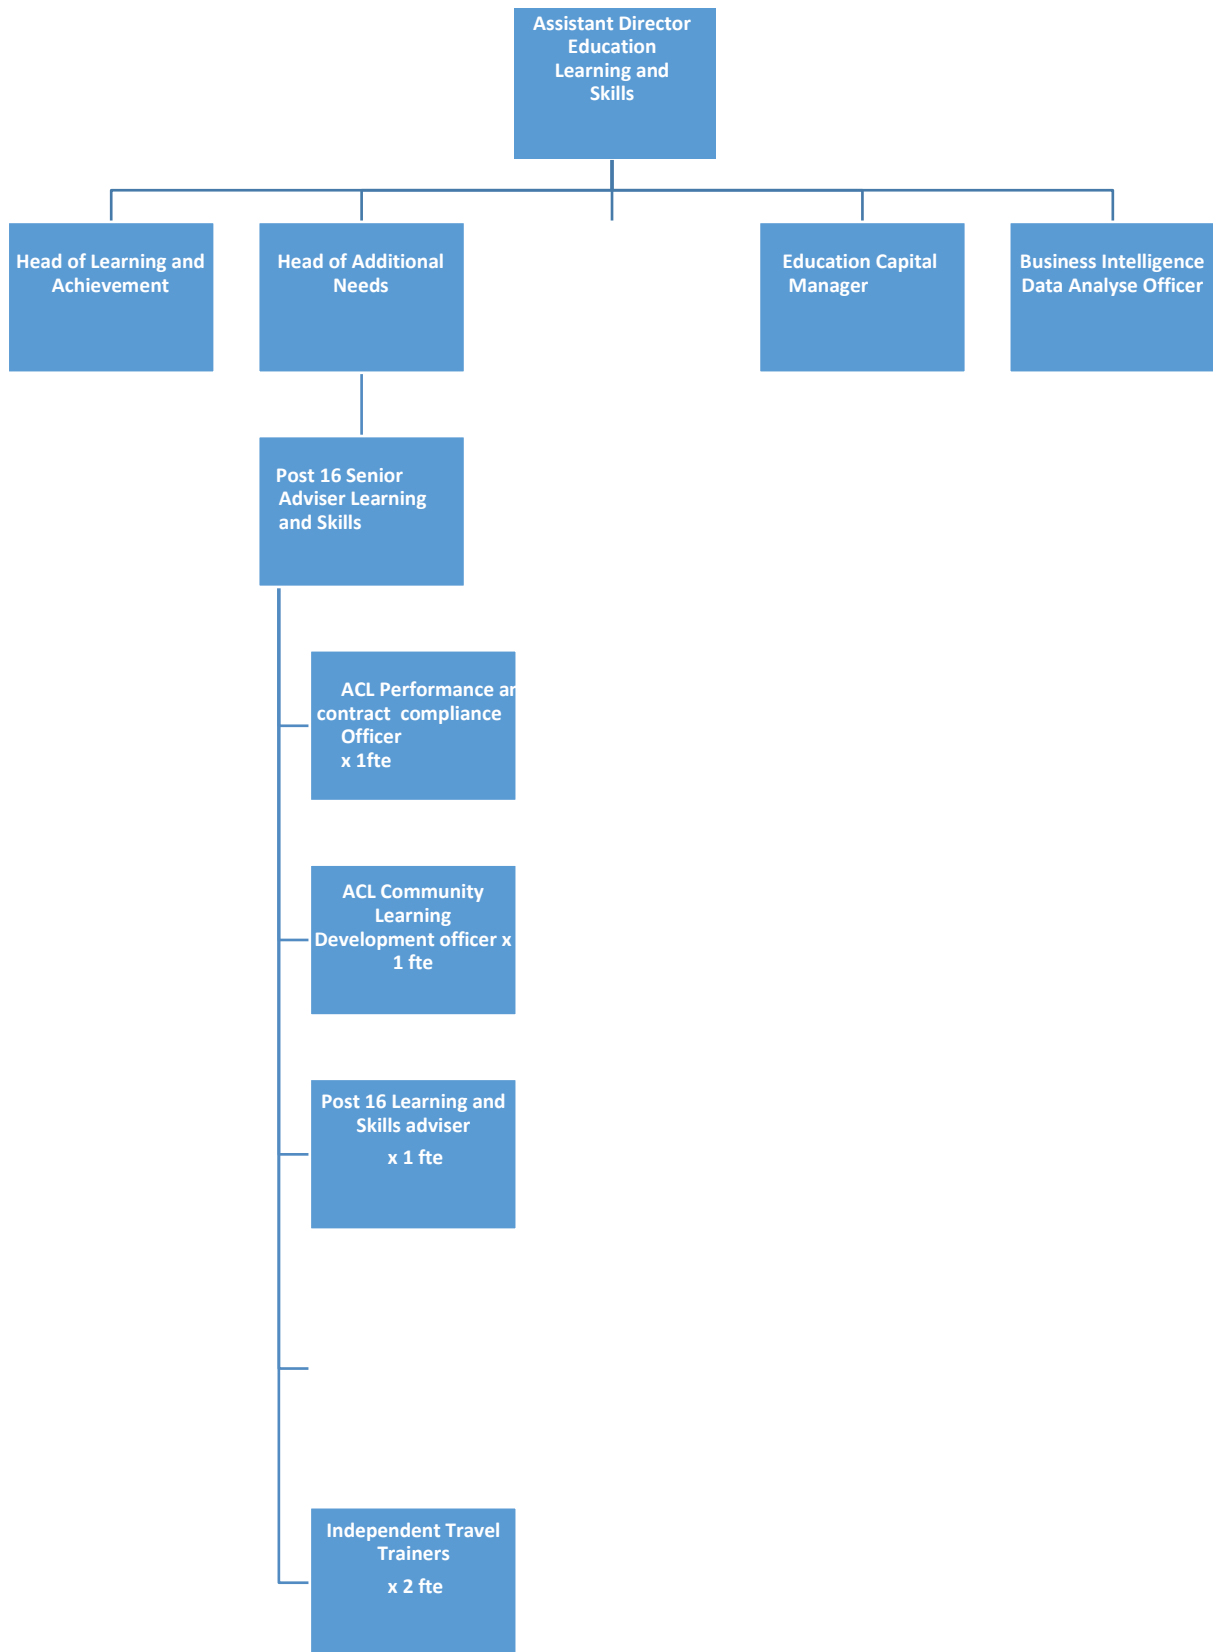 Assistant Director
Education
Learning and
Skills
Head of Learning and
Achievement
Head of Additional
Needs
Education Capital
Manager
Business Intelligence
Data Analyse Officer
Post 16 Senior
Adviser Learning
and Skills
ACL Performance
contract compliance
Officer
x 1fte
ACL Community
Learning
Development officer x
1 fte
Post 16 Learning and
Skills adviser
x 1 fte
Independent Travel
Trainers
x 2 fte